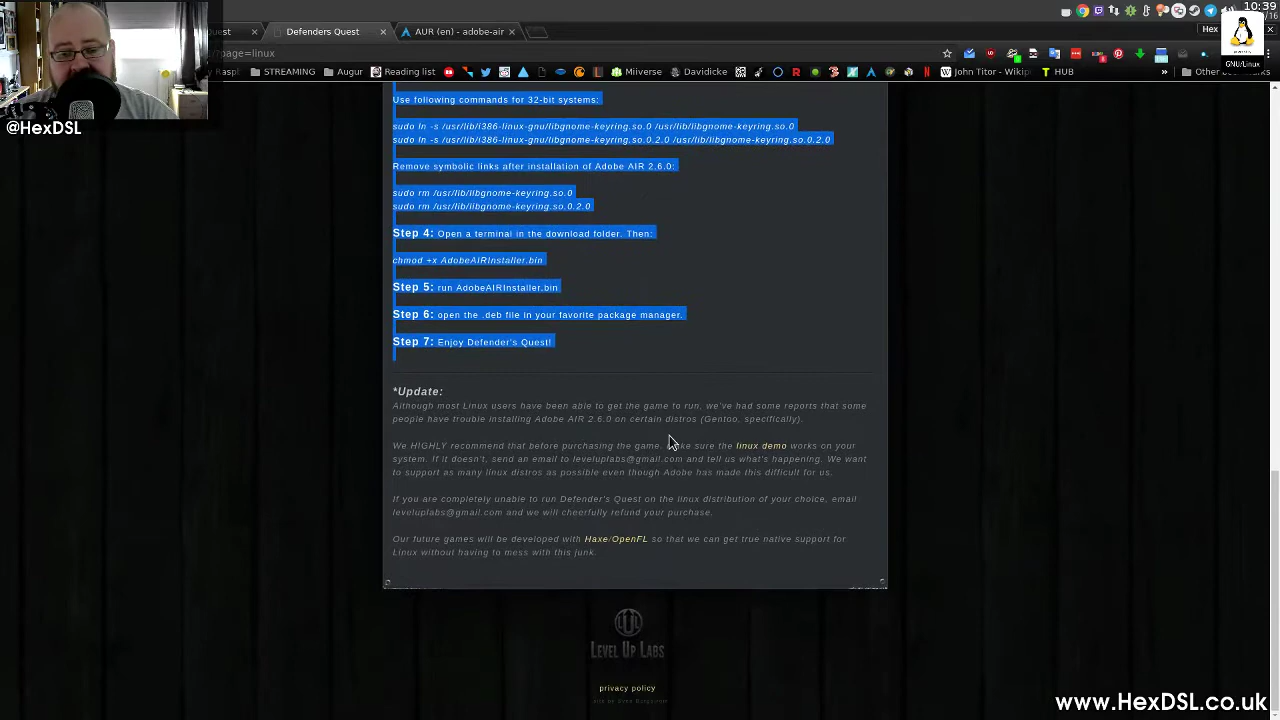 10:39
uest
Defenders Quest
AUR (en) - adobe-air
Hex
/16
?page=linux
GNU/Linux
y Raspl
STREAMING
Augur
Reading list
Miiverse
Davidicke
John Titor - Wikip
HUB
Other
@HexDSL
Use following commands for 32-bit systems:
sudo ln -s /usr/lib/i386-linux-gnu/libgnome-keyring.so.0 /usr/lib/libgnome-keyring.so.0
sudo ln -s /usr/lib/i386-linux-gnu/libgnome-keyring.so.0.2.0 /usr/lib/libgnome-keyring.so.0.2.0
Remove symbolic links after installation of Adobe AIR 2.6.0:
sudo rm /usr/lib/libgnome-keyring.so.0
sudo rm /usr/lib/libgnome-keyring.so.0.2.0
Step 4: Open a terminal in the download folder. Then:
chmod +x AdobeAIRInstaller.bin
Step 5: run AdobeAIRInstaller.bin
Step 6: open the .deb file in your favorite package manager.
Step 7: Enjoy Defender's Quest!
*Update:
Although most Linux users have been able to get the game to run, we've had some reports that some
people have trouble installing Adobe AIR 2.6.0 on certain distros (Gentoo, specifically).
We HIGHLY recommend that before purchasing the game, make sure the linux demo works on your
system. If it doesn't, send an email to leveluplabs@gmail.com and tell us what's happening. We want
to support as many linux distros as possible even though Adobe has made this difficult for us.
If you are completely unable to run Defender's Quest on the linux distribution of your choice, email
leveluplabs@gmail.com and we will cheerfully refund your purchase.
Our future games will be developed with Haxe/OpenFL so that we can get true native support for
Linux without having to mess with this junk.
LUL
LEVEL UP LABS
privacy policy
www.HexDSL.co.uk